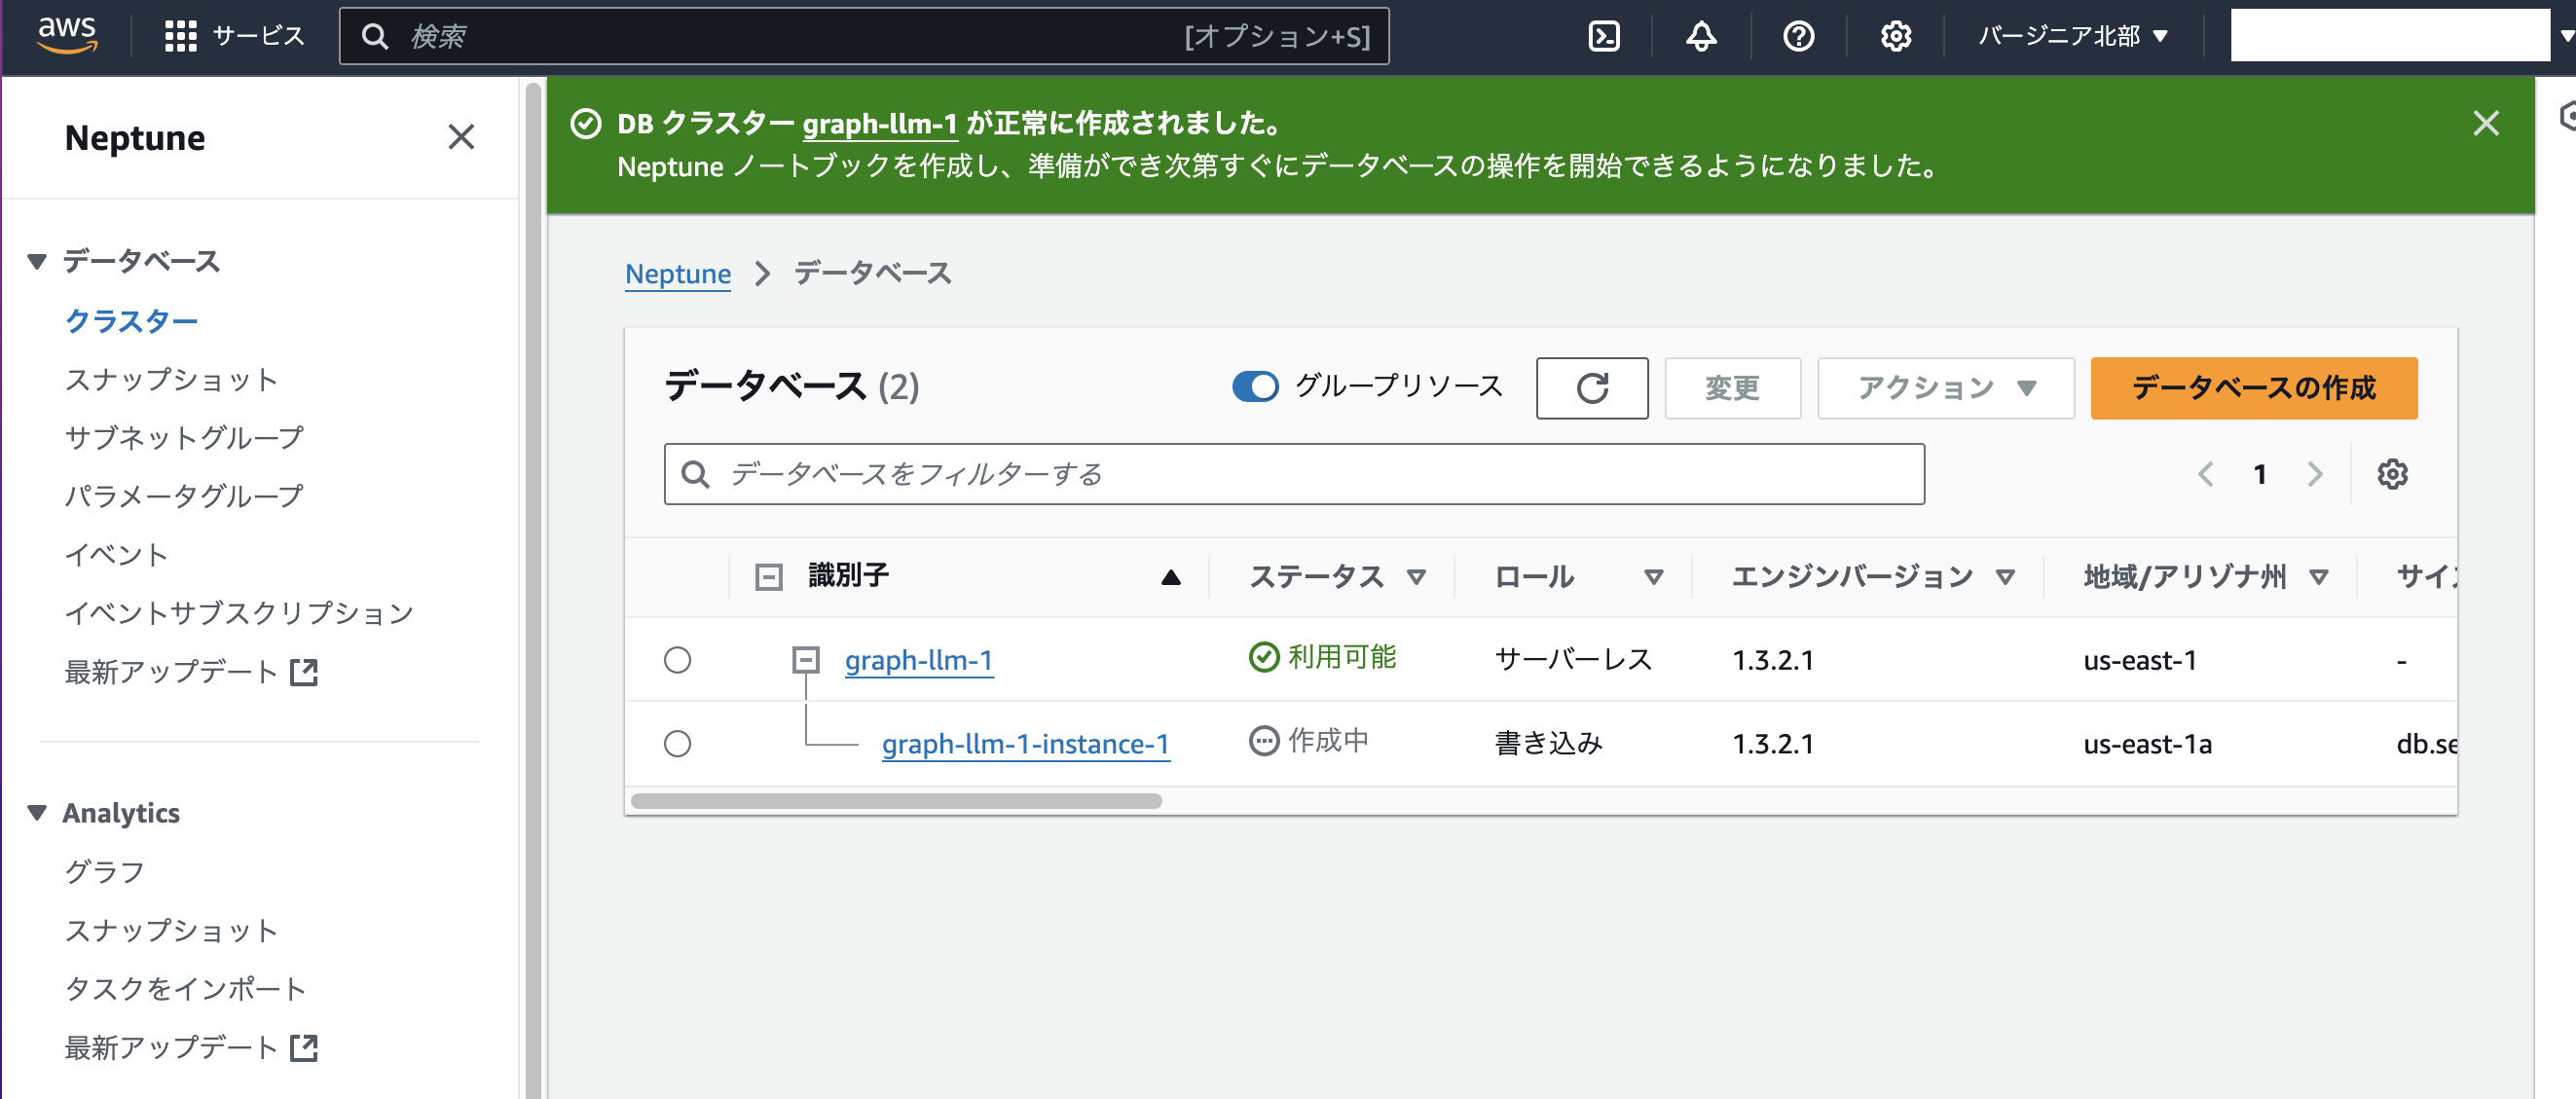 aws サービス 検索 [オプション+S] バージニア北部
Neptune
データベース
クラスター
スナップショット
サブネットグループ
パラメータグループ
イベント
イベントサブスクリプション
最新アップデート
Analytics
グラフ
スナップショット
タスクをインポート
最新アップデート
DB クラスター graph-llm-1 が正常に作成されました。
Neptune ノートブックを作成し、準備ができ次第すぐにデータベースの操作を開始できるようになりました。
Neptune データベース
データベース (2) グループリソース 変更 アクション データベースの作成
データベースをフィルターする 1
識別子 ステータス ロール エンジンバージョン 地域/アリゾナ州
graph-llm-1 利用可能 サーバーレス 1.3.2.1 us-east-1 -
graph-llm-1-instance-1 作成中 書き込み 1.3.2.1 us-east-1a db.se